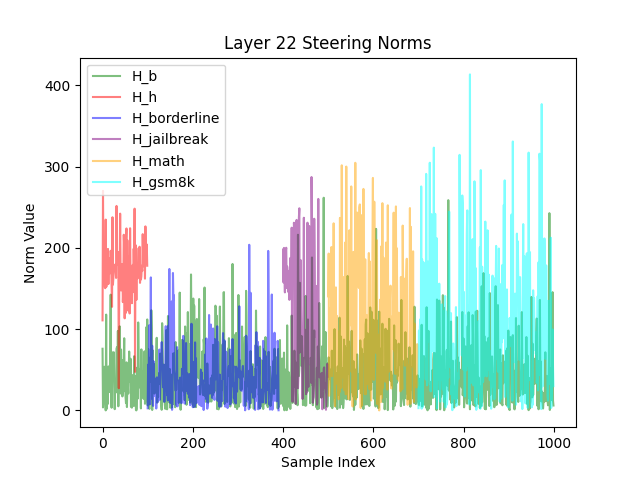 Layer 22 Steering Norms
H_b
H_h
H_borderline
H_jailbreak
H_math
H_gsm8k
400
300
200
100
0
Norm Value
0 200 400 600 800 1000
Sample Index